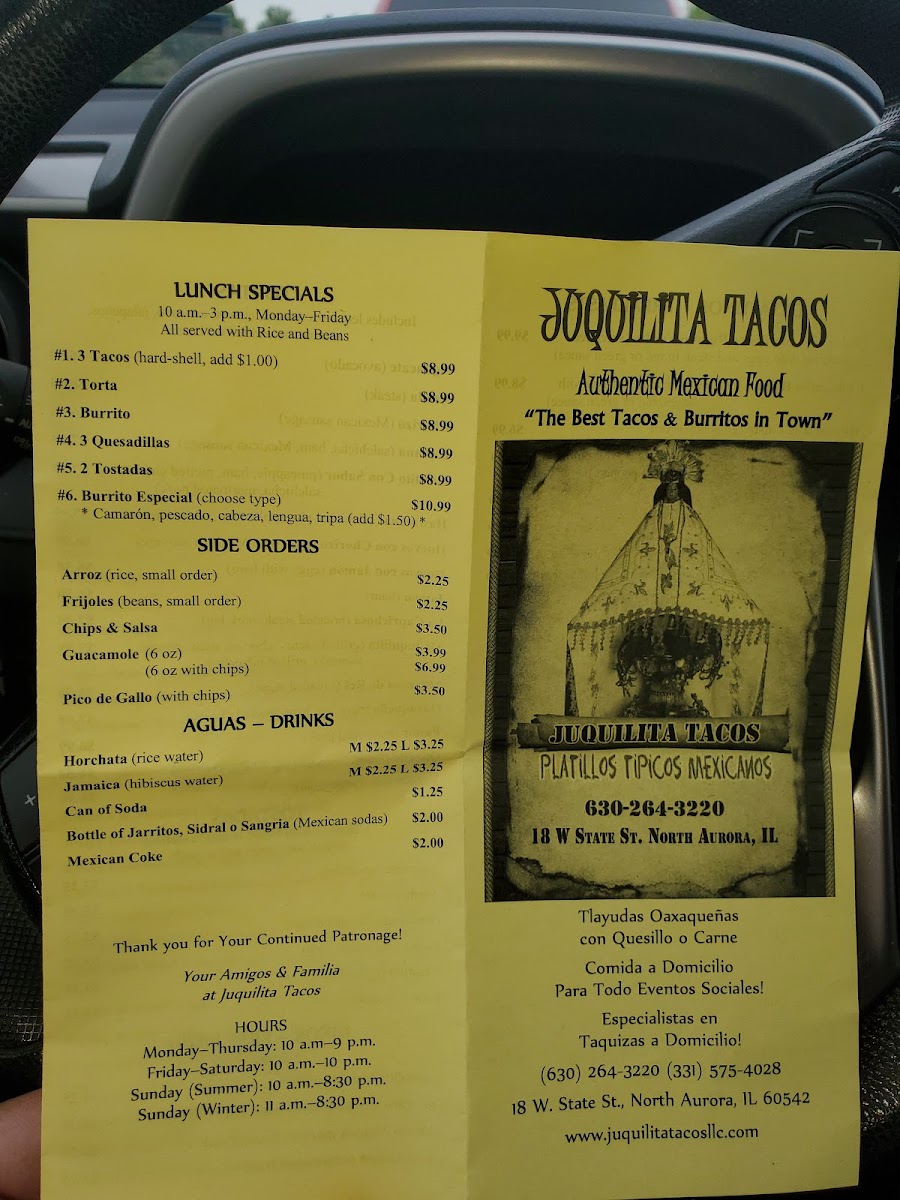 LUNCH SPECIALS
10 a.m.–3 p.m., Monday–Friday
All served with Rice and Beans
#1. 3 Tacos (hard-shell, add $1.00) $8.99
#2. Torta $8.99
#3. Burrito $8.99
#4. 3 Quesadillas $8.99
#5. 2 Tostadas $8.99
#6. Burrito Especial (choose type) $10.99
* Camarón, pescado, cabeza, lengua, tripa (add $1.50) *
SIDE ORDERS
Arroz (rice, small order) $2.25
Frijoles (beans, small order) $2.25
Chips & Salsa $3.50
Guacamole (6 oz) $3.99
(6 oz with chips) $6.99
Pico de Gallo (with chips) $3.50
AGUAS – DRINKS
Horchata (rice water) M $2.25 L $3.25
Jamaica (hibiscus water) M $2.25 L $3.25
Can of Soda $1.25
Bottle of Jarritos, Sidral o Sangria (Mexican sodas) $2.00
Mexican Coke $2.00
Thank you for Your Continued Patronage!
Your Amigos & Familia
at Juquilita Tacos
HOURS
Monday–Thursday: 10 a.m–9 p.m.
Friday–Saturday: 10 a.m.–10 p.m.
Sunday (Summer): 10 a.m.–8:30 p.m.
Sunday (Winter): 11 a.m.–8:30 p.m.
JUQUILITA TACOS
Authentic Mexican Food
"The Best Tacos & Burritos in Town"
JUQUILITA TACOS
PLATILLOS TIPICOS MEXICANOS
630-264-3220
18 W State St. North Aurora, IL
Tlayudas Oaxaqueñas
con Quesillo o Carne
Comida a Domicilio
Para Todo Eventos Sociales!
Especialistas en
Taquizas a Domicilio!
(630) 264-3220 (331) 575-4028
18 W. State St., North Aurora, IL 60542
www.juquilitatacosllc.com